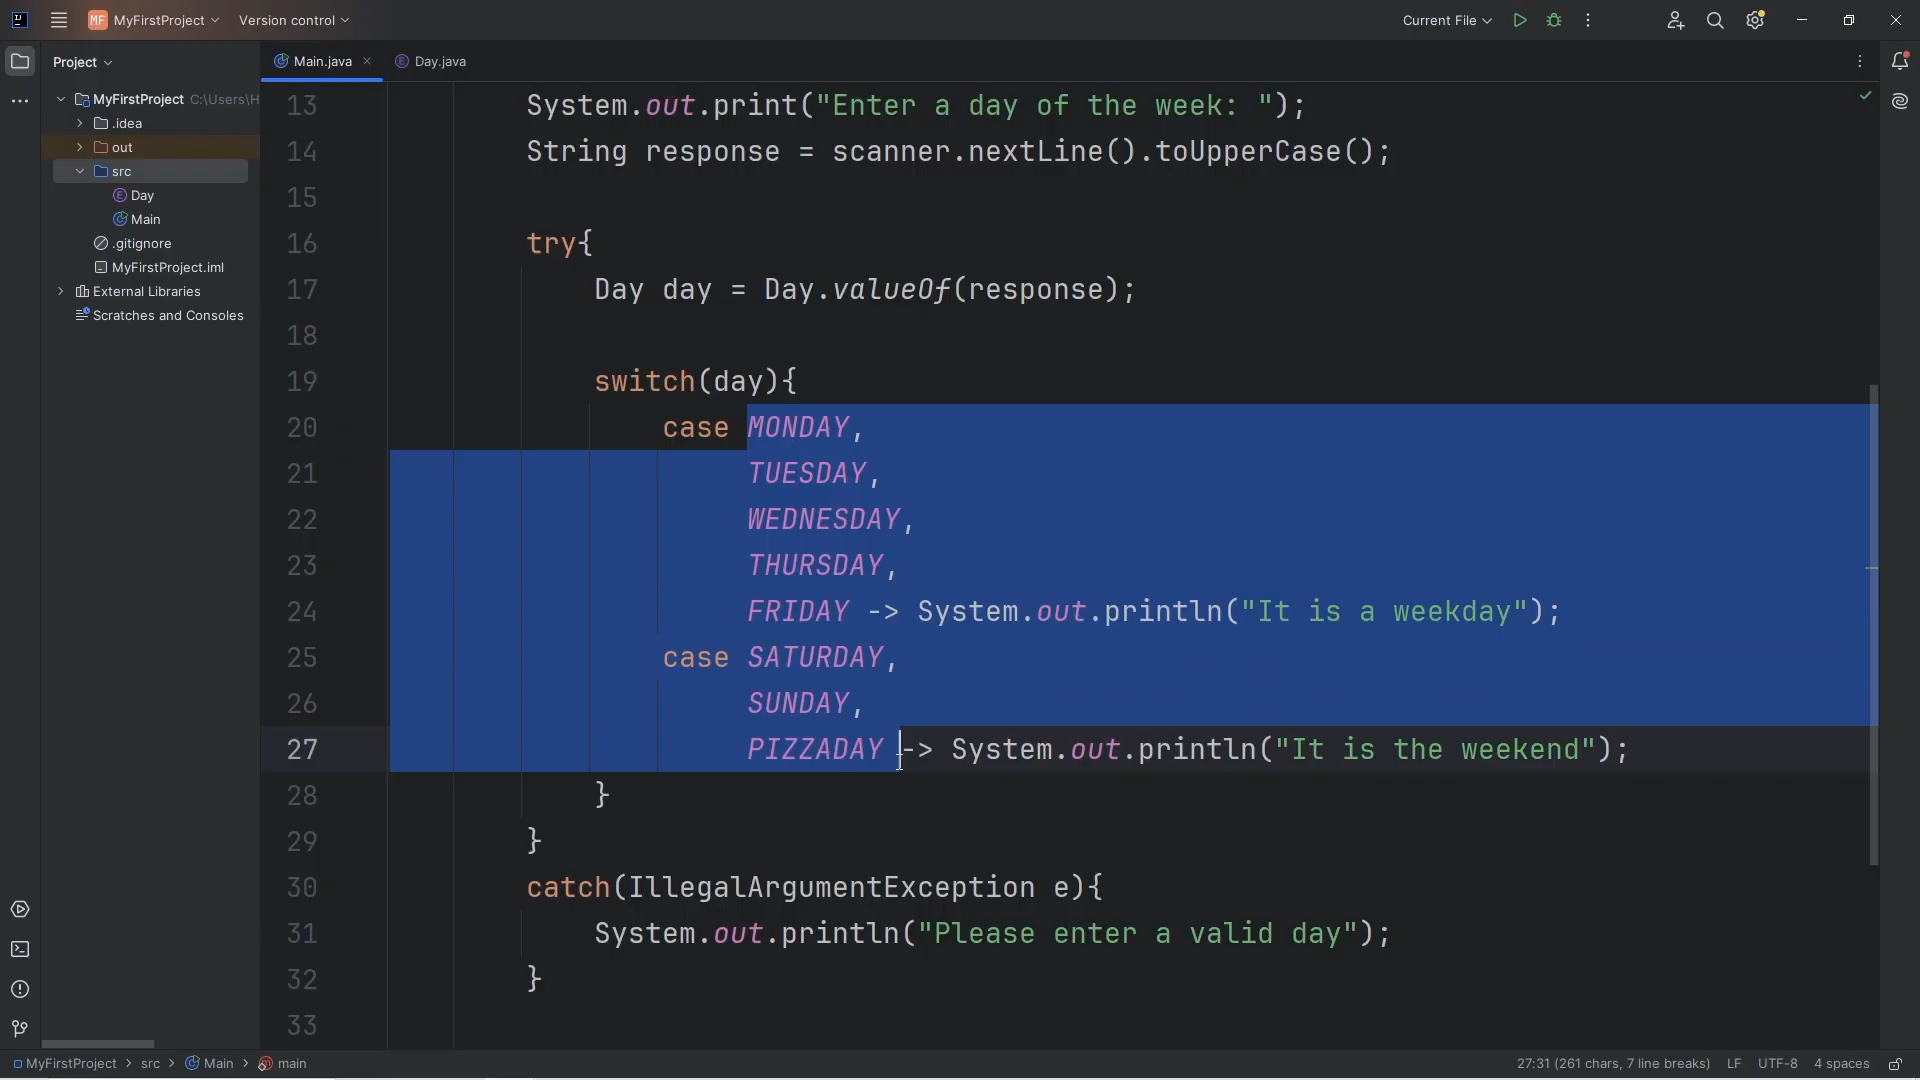 MF MyFirstProject Version control Current File
Project
Main.java Day.java
MyFirstProject C:\Users\H
.idea
out
src
Day
Main
.gitignore
MyFirstProject.iml
External Libraries
Scratches and Consoles
13 System.out.print("Enter a day of the week: ");
14 String response = scanner.nextLine().toUpperCase();
15
16 try{
17 Day day = Day.valueOf(response);
18
19 switch(day){
20 case MONDAY,
21 TUESDAY,
22 WEDNESDAY,
23 THURSDAY,
24 FRIDAY -> System.out.println("It is a weekday");
25 case SATURDAY,
26 SUNDAY,
27 PIZZADAY -> System.out.println("It is the weekend");
28 }
29 }
30 catch(IllegalArgumentException e){
31 System.out.println("Please enter a valid day");
32 }
33
MyFirstProject > src > Main > main 27:31 (261 chars, 7 line breaks) LF UTF-8 4 spaces